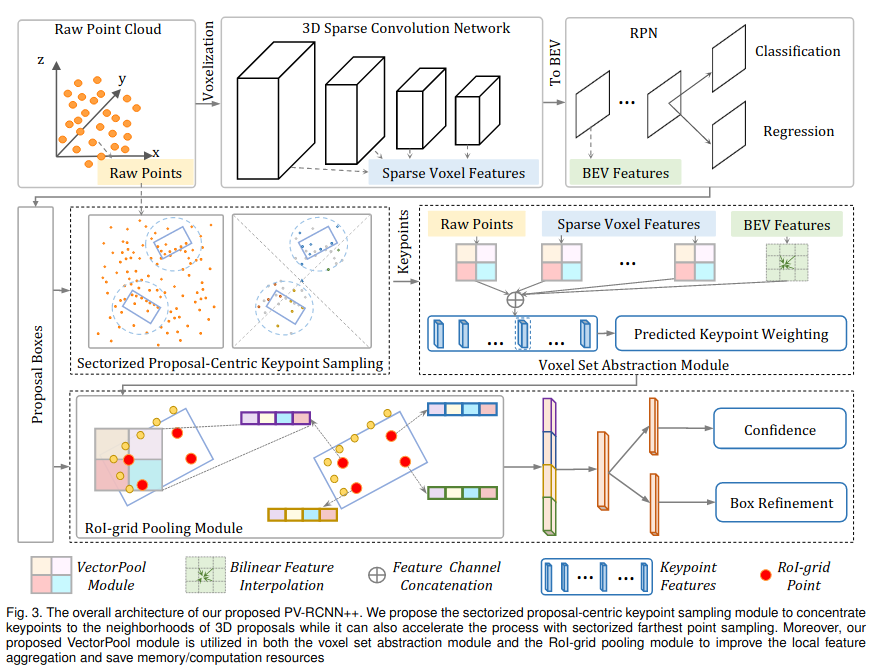 Raw Point Cloud
z
y
x
Raw Points
Voxelization
3D Sparse Convolution Network
Sparse Voxel Features
To BEV
RPN
...
Classification
Regression
BEV Features
Proposal Boxes
Sectorized Proposal-Centric Keypoint Sampling
Keypoints
Raw Points
Sparse Voxel Features
BEV Features
...
... ...
Predicted Keypoint Weighting
Voxel Set Abstraction Module
RoI-grid Pooling Module
Confidence
Box Refinement
VectorPool
Module
Bilinear Feature
Interpolation
Feature Channel
Concatenation
... ...
Keypoint
Features
RoI-grid
Point
Fig. 3. The overall architecture of our proposed PV-RCNN++. We propose the sectorized proposal-centric keypoint sampling module to concentrate
keypoints to the neighborhoods of 3D proposals while it can also accelerate the process with sectorized farthest point sampling. Moreover, our
proposed VectorPool module is utilized in both the voxel set abstraction module and the RoI-grid pooling module to improve the local feature
aggregation and save memory/computation resources